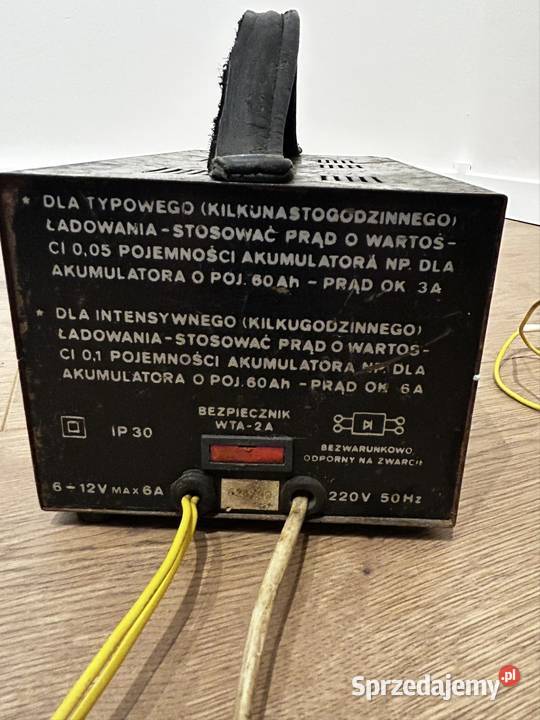 * DLA TYPOWEGO (KILKUNASTOGODZINNEGO)
ŁADOWANIA-STOSOWAĆ PRĄD O WARTOŚ-
CI 0,05 POJEMNOŚCI AKUMULATORA NP. DLA
AKUMULATORA O POJ. 60Ah - PRĄD OK 3A
* DLA INTENSYWNEGO (KILKUGODZINNEGO)
ŁADOWANIA-STOSOWAĆ PRĄD O WARTOŚ-
CI 0.1 POJEMNOŚCI AKUMULATORA NP. DLA
AKUMULATORA O POJ. 60Ah - PRĄD OK 6A
BEZPIECZNIK
WTA-2A
IP 30
BEZWARUNKOWO
ODPORNY NA ZWARCIE
6-12V MAX 6A
220V 50Hz
Sprzedajemy.pl